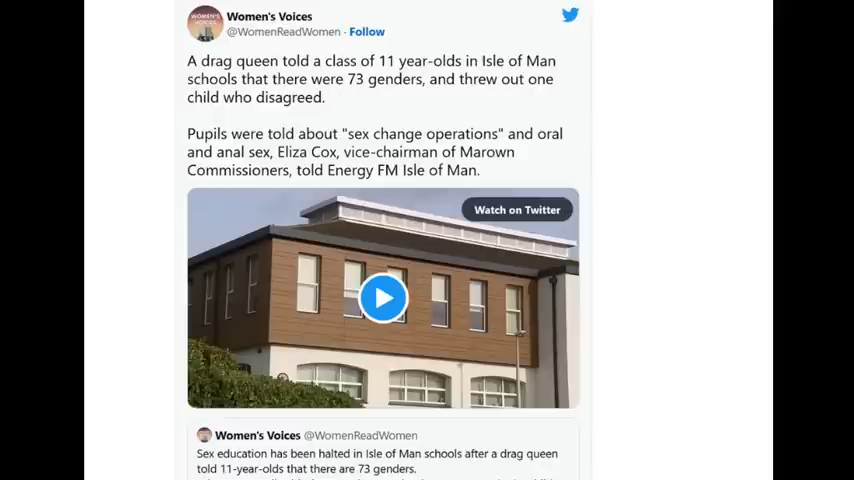 Women's Voices
@WomenReadWomen · Follow
A drag queen told a class of 11 year-olds in Isle of Man
schools that there were 73 genders, and threw out one
child who disagreed.
Pupils were told about "sex change operations" and oral
and anal sex, Eliza Cox, vice-chairman of Marown
Commissioners, told Energy FM Isle of Man.
Watch on Twitter
Women's Voices @WomenReadWomen
Sex education has been halted in Isle of Man schools after a drag queen
told 11-year-olds that there are 73 genders.